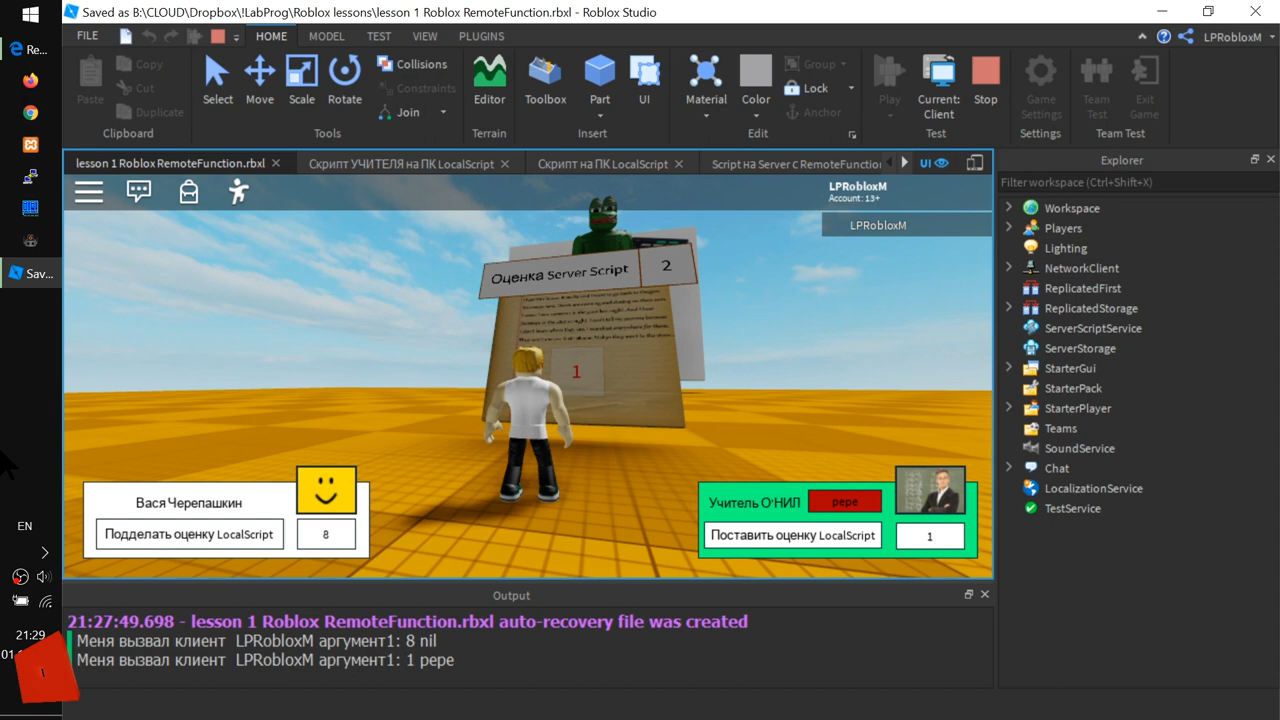 Saved as B:\CLOUD\Dropbox\!LabProg\Roblox lessons\lesson 1 Roblox RemoteFunction.rbxl - Roblox Studio
FILE HOME MODEL TEST VIEW PLUGINS LPRobloxM
Re...
Sav...
EN
21:29
Paste Copy Cut Duplicate
Clipboard
Select Move Scale Rotate Collisions Constraints Join
Tools
Editor
Terrain
Toolbox Part UI
Insert
Material Color Group Lock Anchor
Edit
Play Current: Client Stop
Test
Game Settings
Settings
Team Test Exit Game
Team Test
lesson 1 Roblox RemoteFunction.rbxl Скрипт УЧИТЕЛЯ на ПК LocalScript Скрипт на ПК LocalScript Script на Server с RemoteFunction UI
LPRobloxM
Account: 13+
LPRobloxM
Оценка Server Script 2
1
Вася Черепашкин
Подделать оценку LocalScript 8
Учитель О'НИЛ pepe
Поставить оценку LocalScript 1
Output
21:27:49.698 - lesson 1 Roblox RemoteFunction.rbxl auto-recovery file was created
Меня вызвал клиент LPRobloxM аргумент1: 8 nil
Меня вызвал клиент LPRobloxM аргумент1: 1 pepe
Explorer
Filter workspace (Ctrl+Shift+X)
Workspace
Players
Lighting
NetworkClient
ReplicatedFirst
ReplicatedStorage
ServerScriptService
ServerStorage
StarterGui
StarterPack
StarterPlayer
Teams
SoundService
Chat
LocalizationService
TestService